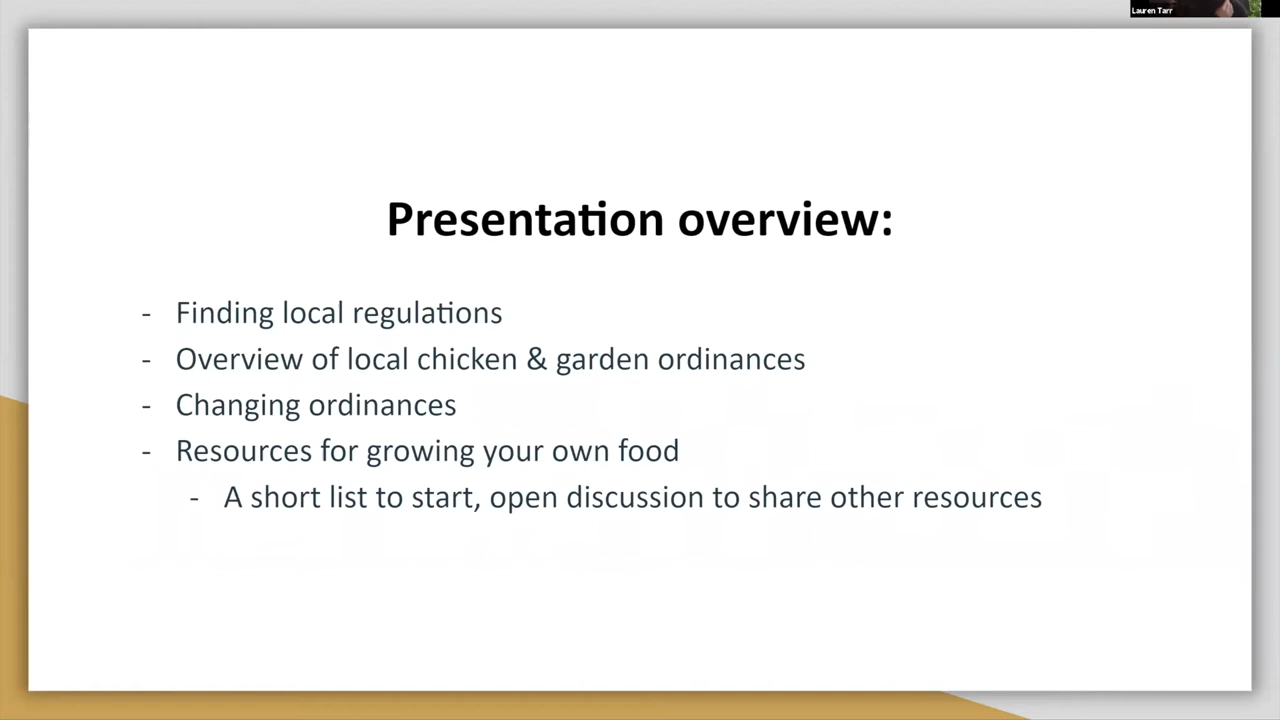 Lauren Tarr
Presentation overview:
- Finding local regulations
- Overview of local chicken & garden ordinances
- Changing ordinances
- Resources for growing your own food
- A short list to start, open discussion to share other resources